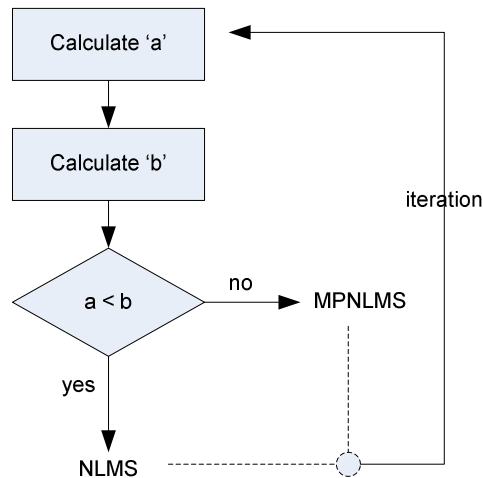 Calculate ‘a’
Calculate ‘b’
iteration
a < b
no
MPNLMS
yes
NLMS